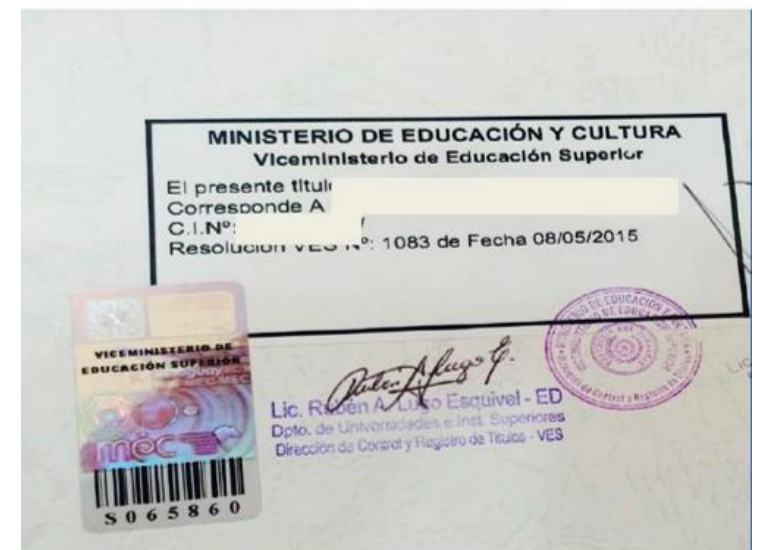 MINISTERIO DE EDUCACIÓN Y CULTURA
Viceministerio de Educación Superior
El presente títul
Corresponde A
C.I.Nº:
Resolución VES Nº: 1083 de Fecha 08/05/2015
VICEMINISTERIO DE
EDUCACIÓN SUPERIOR
mec
S065860
Lic. Rubén A. Lugo Esquivel - ED
Dpto. de Universidades e Inst. Superiores
Dirección de Control y Registro de Títulos - VES